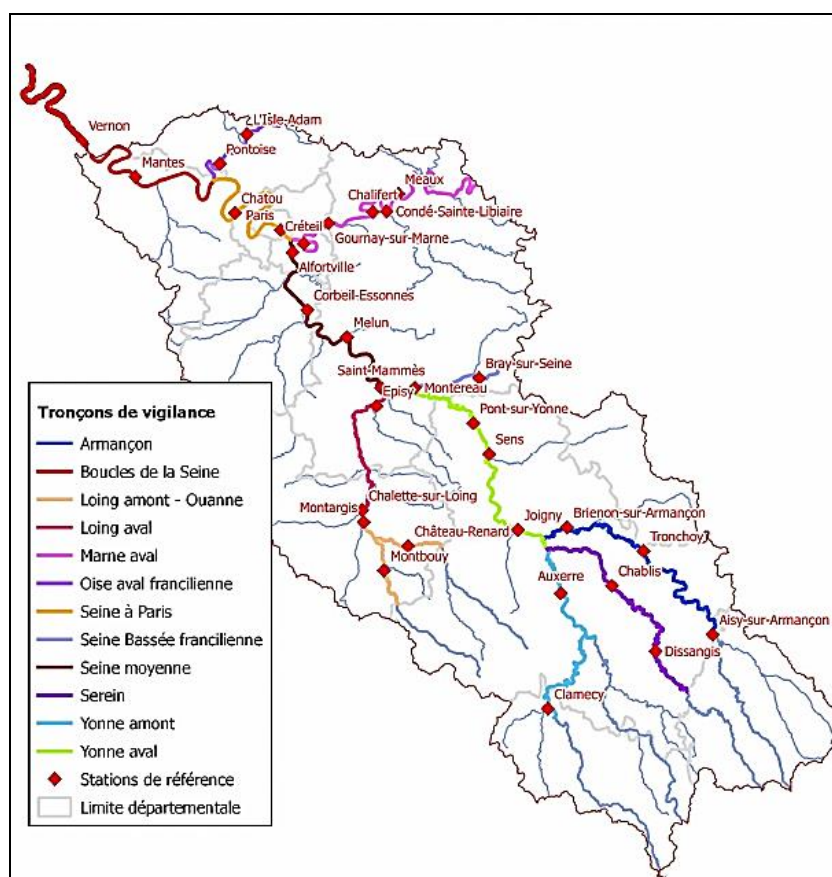 L'Isle-Adam
Vernon
Pontoise
Mantes
Meaux
Chalifert
Chatou
Condé-Sainte-Libiaire
Paris
Créteil
Gournay-sur-Marne
Alfortville
Corbeil-Essonnes
Melun
Bray-sur-Seine
Saint-Mammès
Montereau
Episy
Pont-sur-Yonne
Sens
Chalette-sur-Loing
Montargis
Joigny
Brienon-sur-Armançon
Château-Renard
Tronchoy
Montbouy
Chablis
Auxerre
Aisy-sur-Armançon
Dissangis
Clamecy
Tronçons de vigilance
Armançon
Boucles de la Seine
Loing amont - Ouanne
Loing aval
Marne aval
Oise aval francilienne
Seine à Paris
Seine Bassée francilienne
Seine moyenne
Serein
Yonne amont
Yonne aval
Stations de référence
Limite départementale